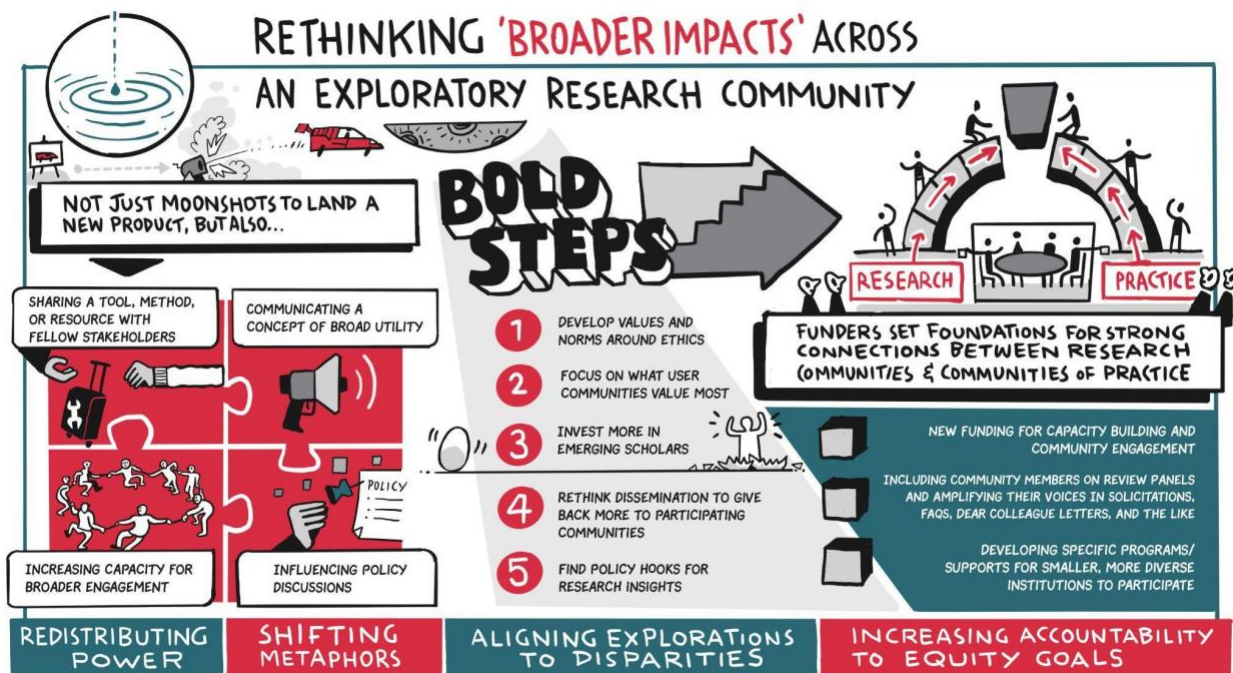 RETHINKING 'BROADER IMPACTS' ACROSS
AN EXPLORATORY RESEARCH COMMUNITY
NOT JUST MOONSHOTS TO LAND A
NEW PRODUCT, BUT ALSO...
SHARING A TOOL, METHOD,
OR RESOURCE WITH
FELLOW STAKEHOLDERS
COMMUNICATING A
CONCEPT OF BROAD UTILITY
POLICY
INCREASING CAPACITY FOR
BROADER ENGAGEMENT
INFLUENCING POLICY
DISCUSSIONS
BOLD
STEPS
1 DEVELOP VALUES AND
NORMS AROUND ETHICS
2 FOCUS ON WHAT USER
COMMUNITIES VALUE MOST
3 INVEST MORE IN
EMERGING SCHOLARS
4 RETHINK DISSEMINATION TO GIVE
BACK MORE TO PARTICIPATING
COMMUNITIES
5 FIND POLICY HOOKS FOR
RESEARCH INSIGHTS
RESEARCH
PRACTICE
FUNDERS SET FOUNDATIONS FOR STRONG
CONNECTIONS BETWEEN RESEARCH
COMMUNITIES & COMMUNITIES OF PRACTICE
NEW FUNDING FOR CAPACITY BUILDING AND
COMMUNITY ENGAGEMENT
INCLUDING COMMUNITY MEMBERS ON REVIEW PANELS
AND AMPLIFYING THEIR VOICES IN SOLICITATIONS,
FAQS, DEAR COLLEAGUE LETTERS, AND THE LIKE
DEVELOPING SPECIFIC PROGRAMS/
SUPPORTS FOR SMALLER, MORE DIVERSE
INSTITUTIONS TO PARTICIPATE
REDISTRIBUTING
POWER
SHIFTING
METAPHORS
ALIGNING EXPLORATIONS
TO DISPARITIES
INCREASING ACCOUNTABILITY
TO EQUITY GOALS